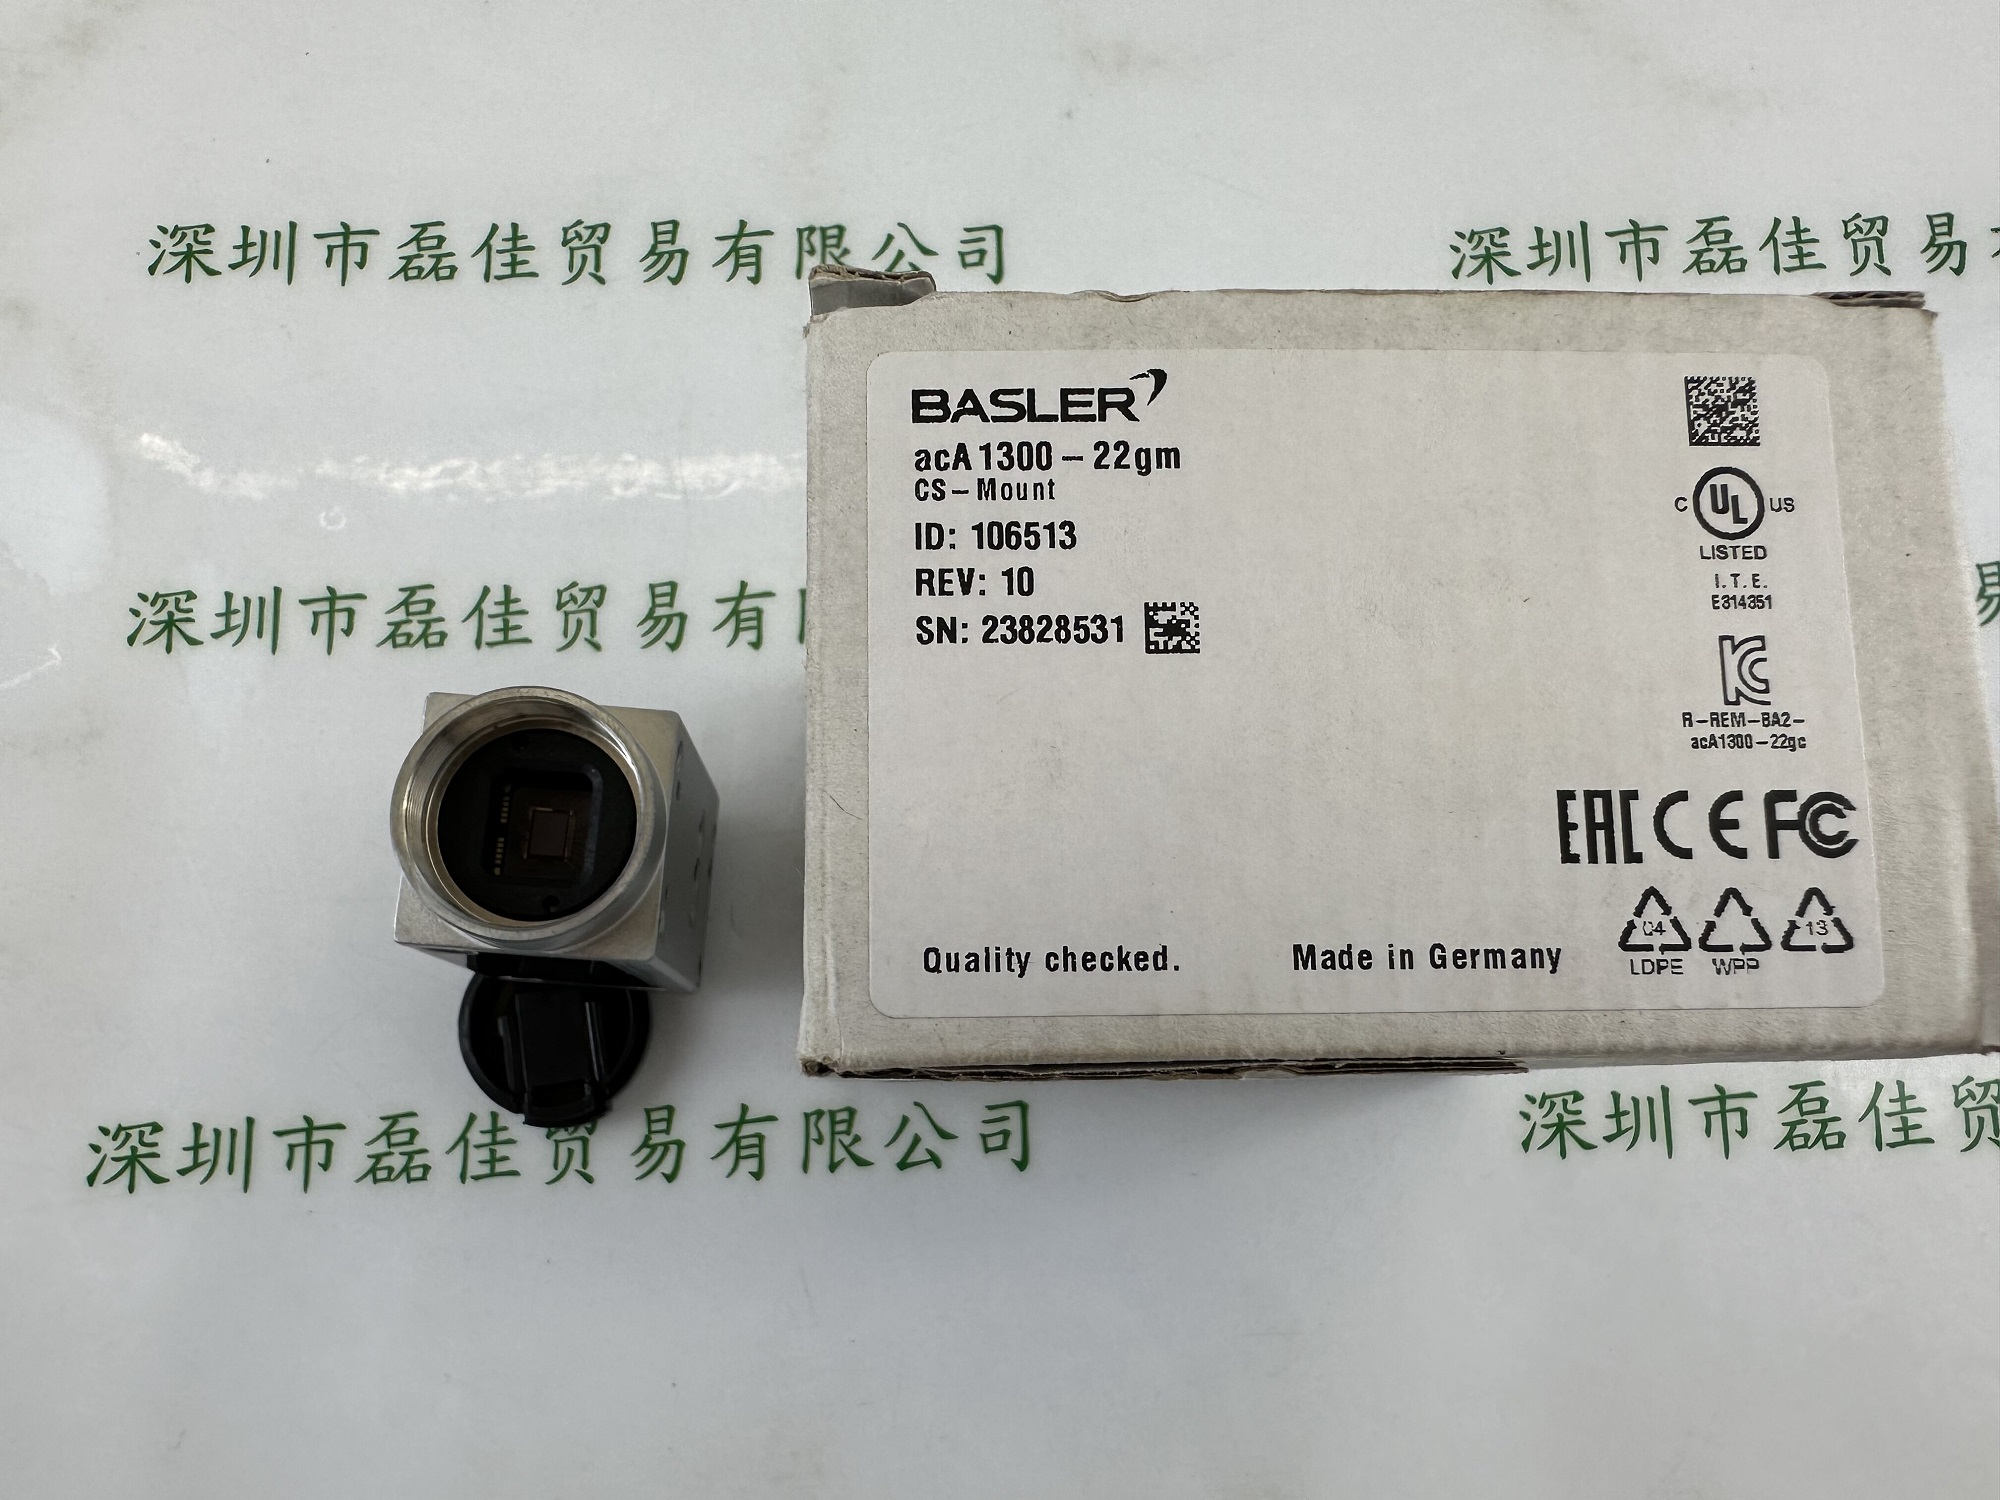 深圳市磊佳贸易有限公司
深圳市磊佳贸易
BASLER
acA1300-22gm
CS-Mount
ID: 106513
REV: 10
SN: 23828531
C UL US
LISTED
I.T.E.
E314351
R-REM-BA2-
acA1300-22gc
EAC CE FC
04 13
LDPE WPP
Quality checked.
Made in Germany
深圳市磊佳贸易有
易
深圳市磊佳贸易有限公司
深圳市磊佳贸